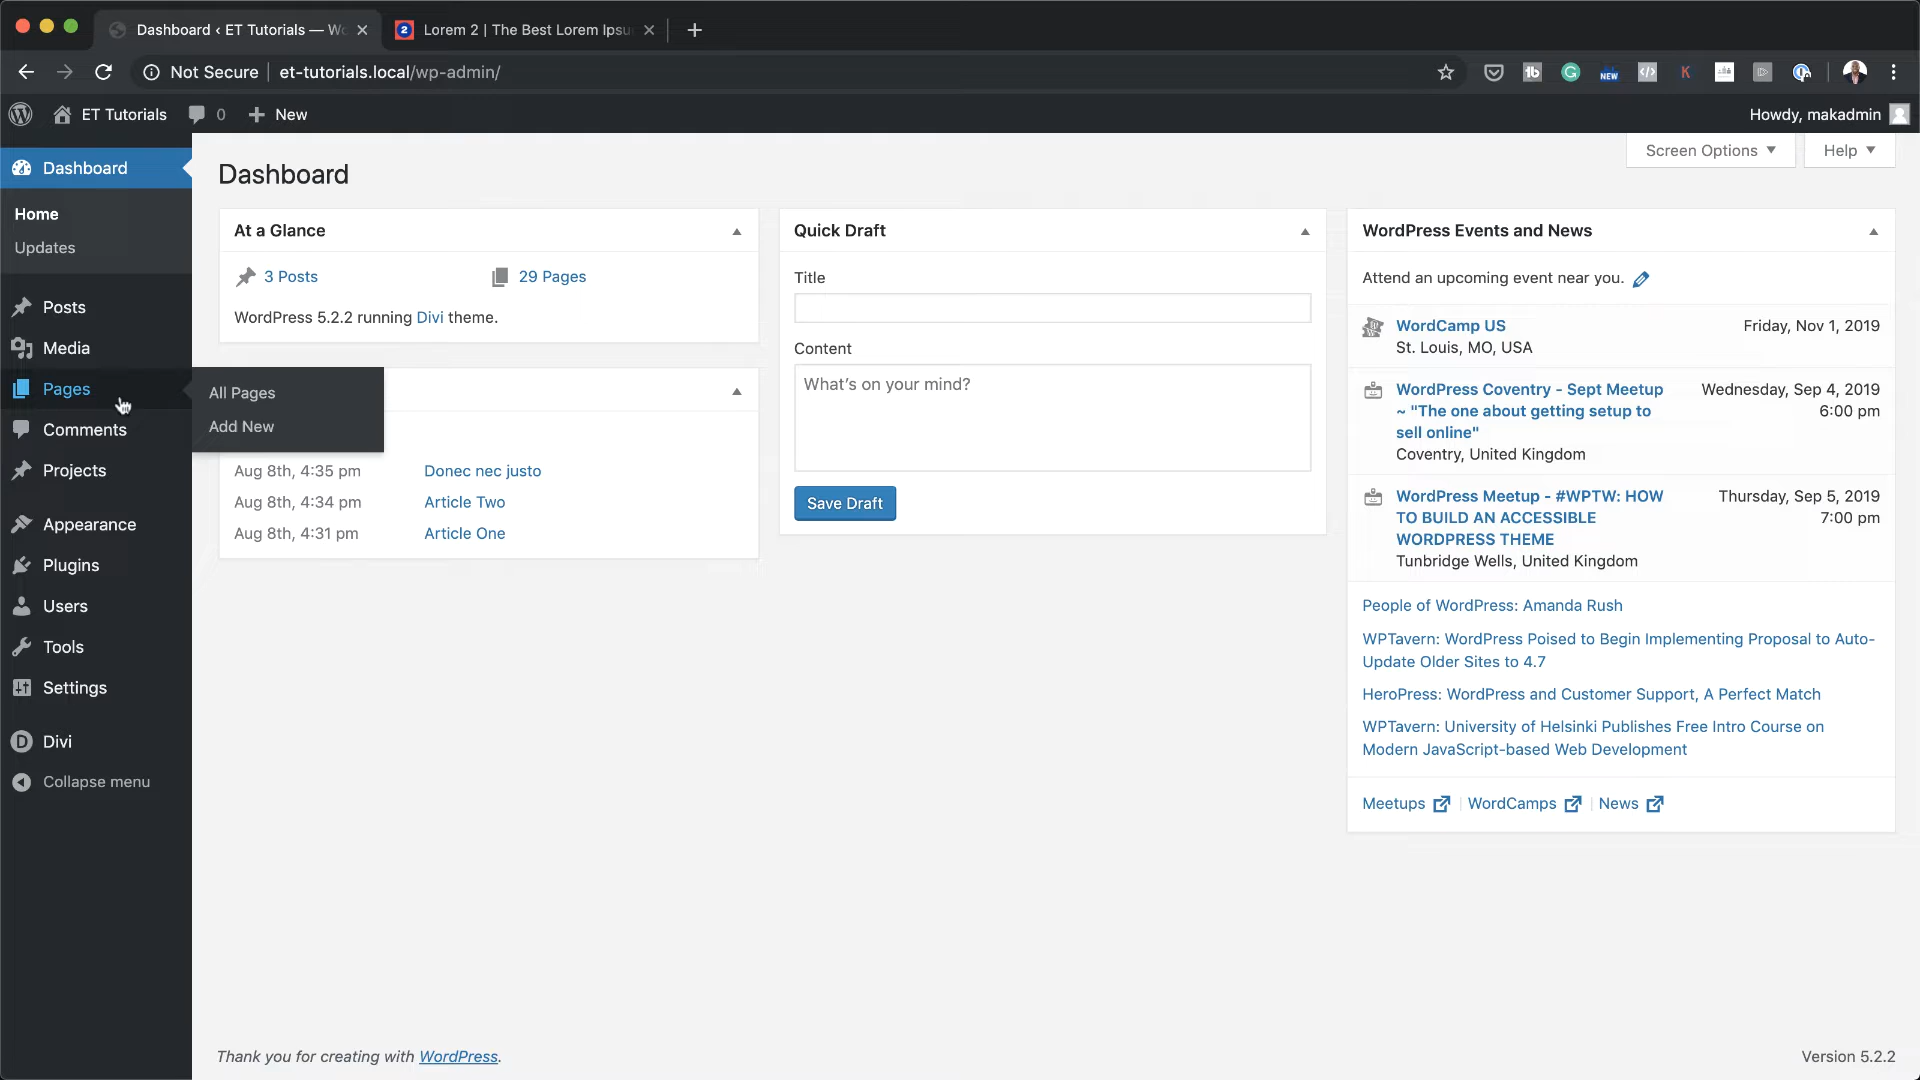 Dashboard ‹ ET Tutorials — Wo
Lorem 2 | The Best Lorem Ipsu
Not Secure | et-tutorials.local/wp-admin/
ET Tutorials 0 New
Howdy, makadmin
Dashboard
Home
Updates
Posts
Media
Pages
Comments
Projects
Appearance
Plugins
Users
Tools
Settings
Divi
Collapse menu
All Pages
Add New
Screen Options
Help
Dashboard
At a Glance
3 Posts
29 Pages
WordPress 5.2.2 running Divi theme.
Aug 8th, 4:35 pm Donec nec justo
Aug 8th, 4:34 pm Article Two
Aug 8th, 4:31 pm Article One
Quick Draft
Title
Content
What's on your mind?
Save Draft
WordPress Events and News
Attend an upcoming event near you.
WordCamp US Friday, Nov 1, 2019
St. Louis, MO, USA
WordPress Coventry - Sept Meetup Wednesday, Sep 4, 2019
~ "The one about getting setup to 6:00 pm
sell online"
Coventry, United Kingdom
WordPress Meetup - #WPTW: HOW Thursday, Sep 5, 2019
TO BUILD AN ACCESSIBLE 7:00 pm
WORDPRESS THEME
Tunbridge Wells, United Kingdom
People of WordPress: Amanda Rush
WPTavern: WordPress Poised to Begin Implementing Proposal to Auto-
Update Older Sites to 4.7
HeroPress: WordPress and Customer Support, A Perfect Match
WPTavern: University of Helsinki Publishes Free Intro Course on
Modern JavaScript-based Web Development
Meetups | WordCamps | News
Thank you for creating with WordPress.
Version 5.2.2